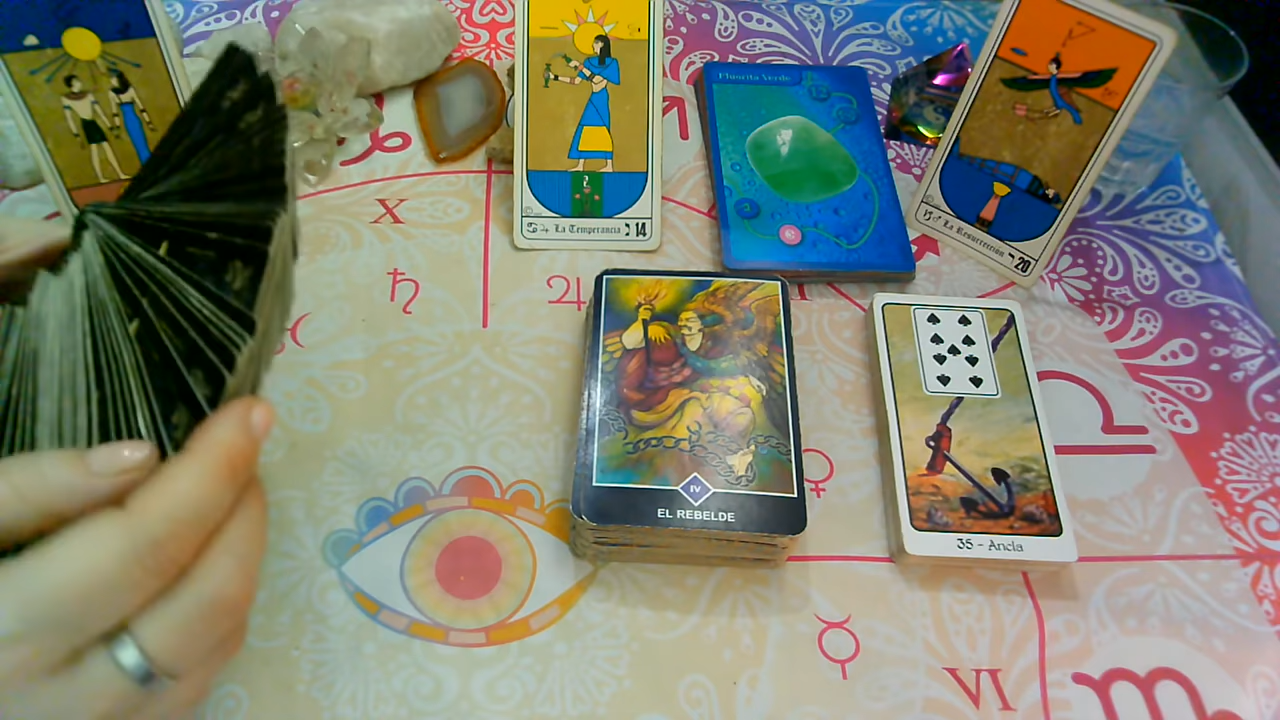 Fluorita Verde
La Temperancia 14
La Resurrección 20
X
IV
EL REBELDE
35 - Ancla
VI